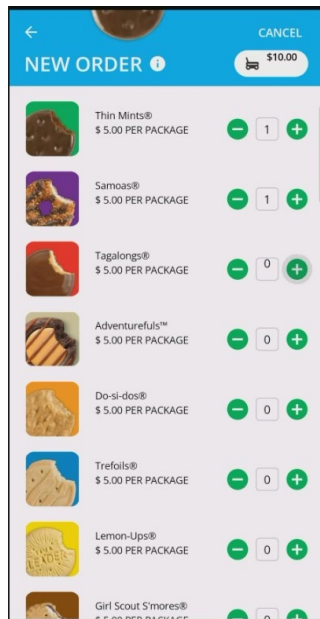 CANCEL
NEW ORDER
$10.00
Thin Mints®
$ 5.00 PER PACKAGE
1
Samoas®
$ 5.00 PER PACKAGE
1
Tagalongs®
$ 5.00 PER PACKAGE
0
Adventurefuls™
$ 5.00 PER PACKAGE
0
Do-si-dos®
$ 5.00 PER PACKAGE
0
Trefoils®
$ 5.00 PER PACKAGE
0
Lemon-Ups®
$ 5.00 PER PACKAGE
0
Girl Scout S'mores®